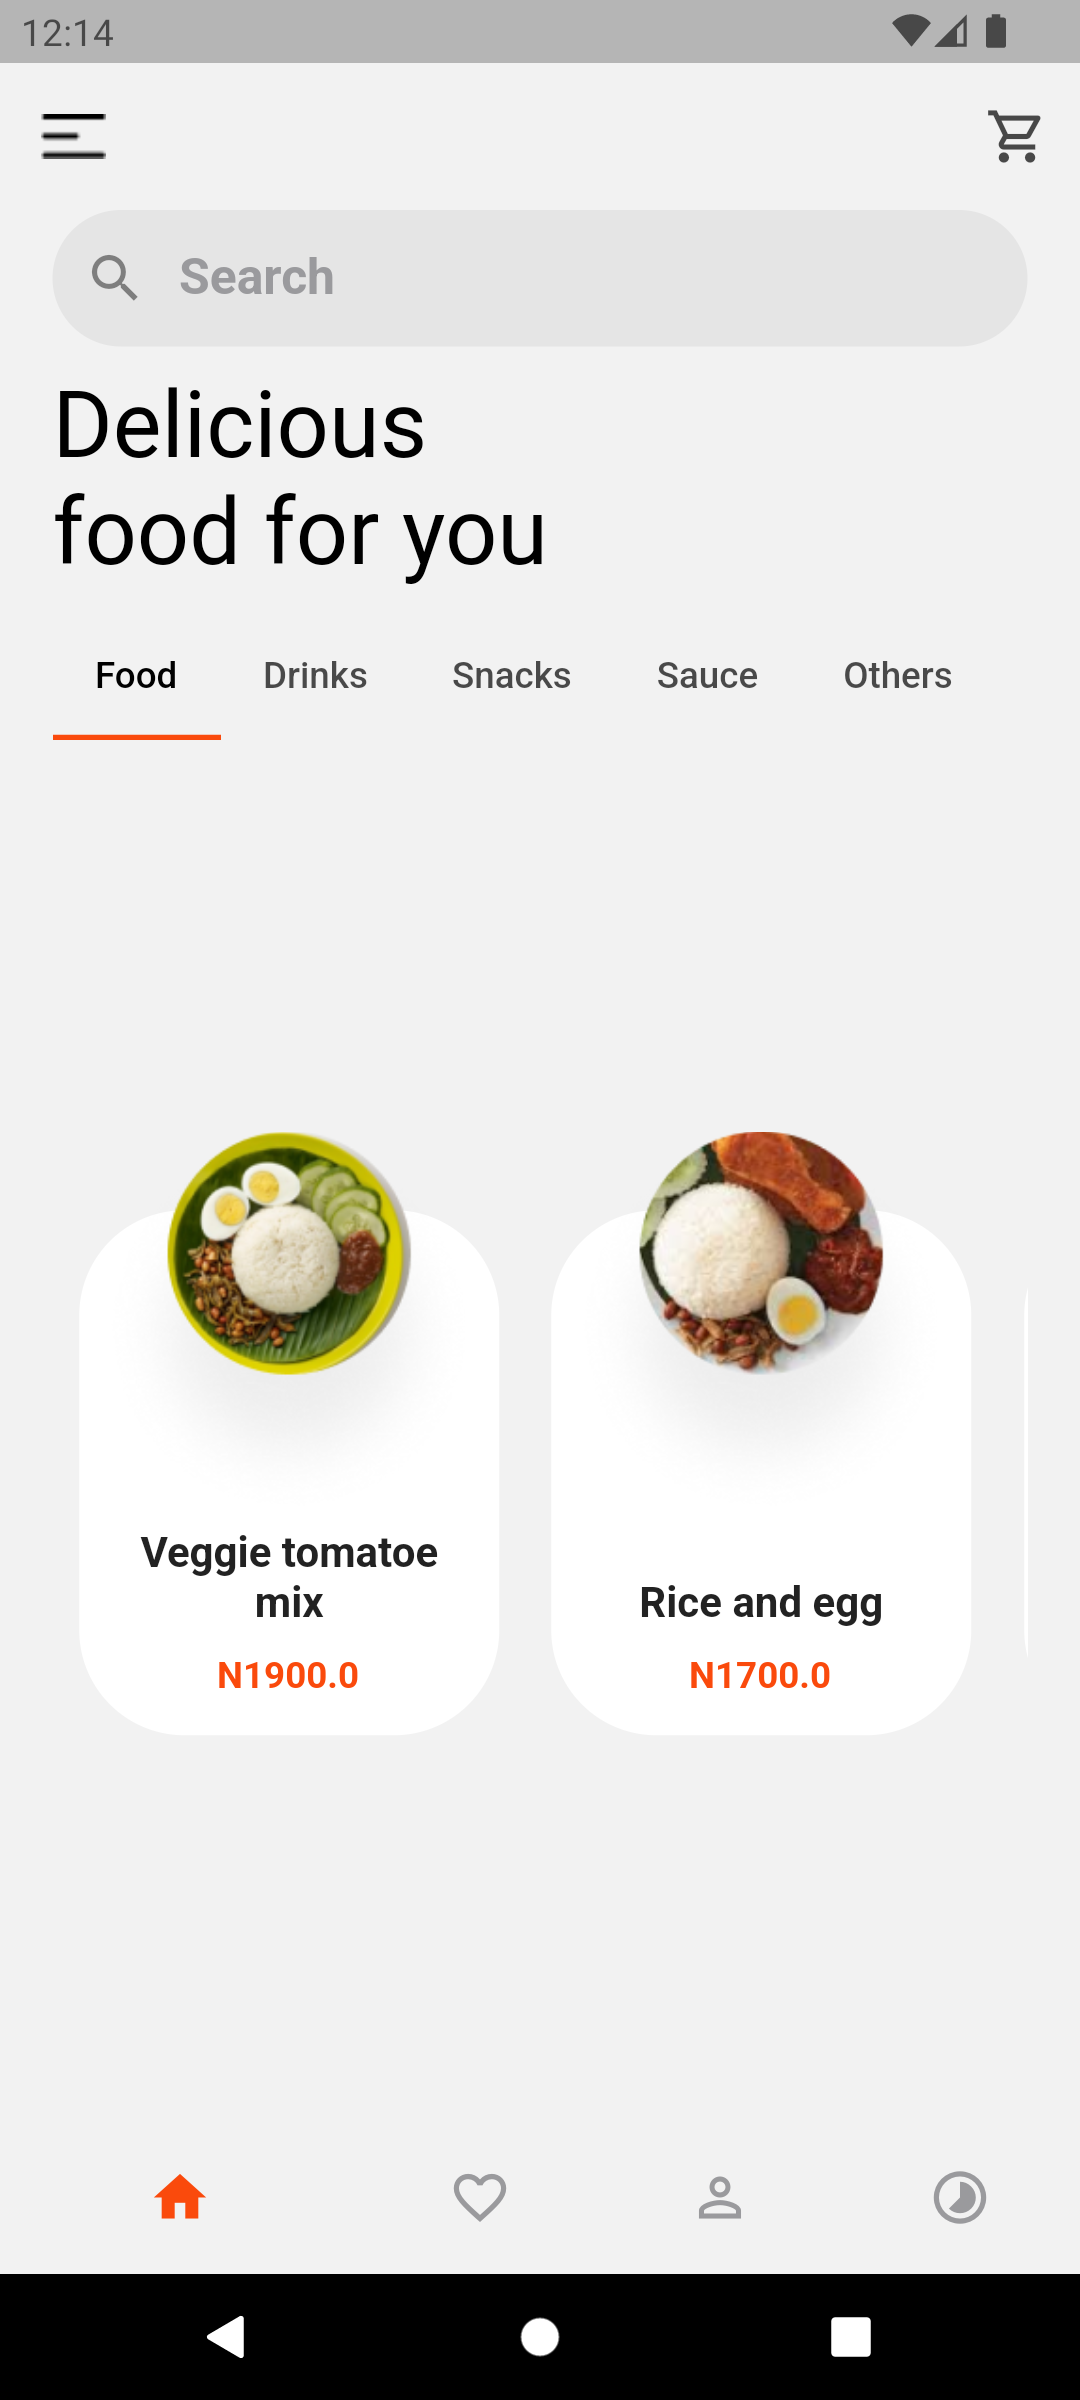 12:14
Search
Delicious
food for you
Food Drinks Snacks Sauce Others
Veggie tomatoe
mix
N1900.0
Rice and egg
N1700.0